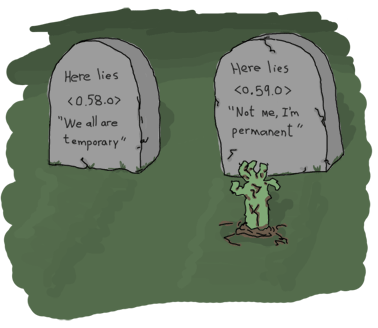 Here lies
<0.58.0>
"We all are
temporary"
Here lies
<0.59.0>
"Not me, I'm
permanent"